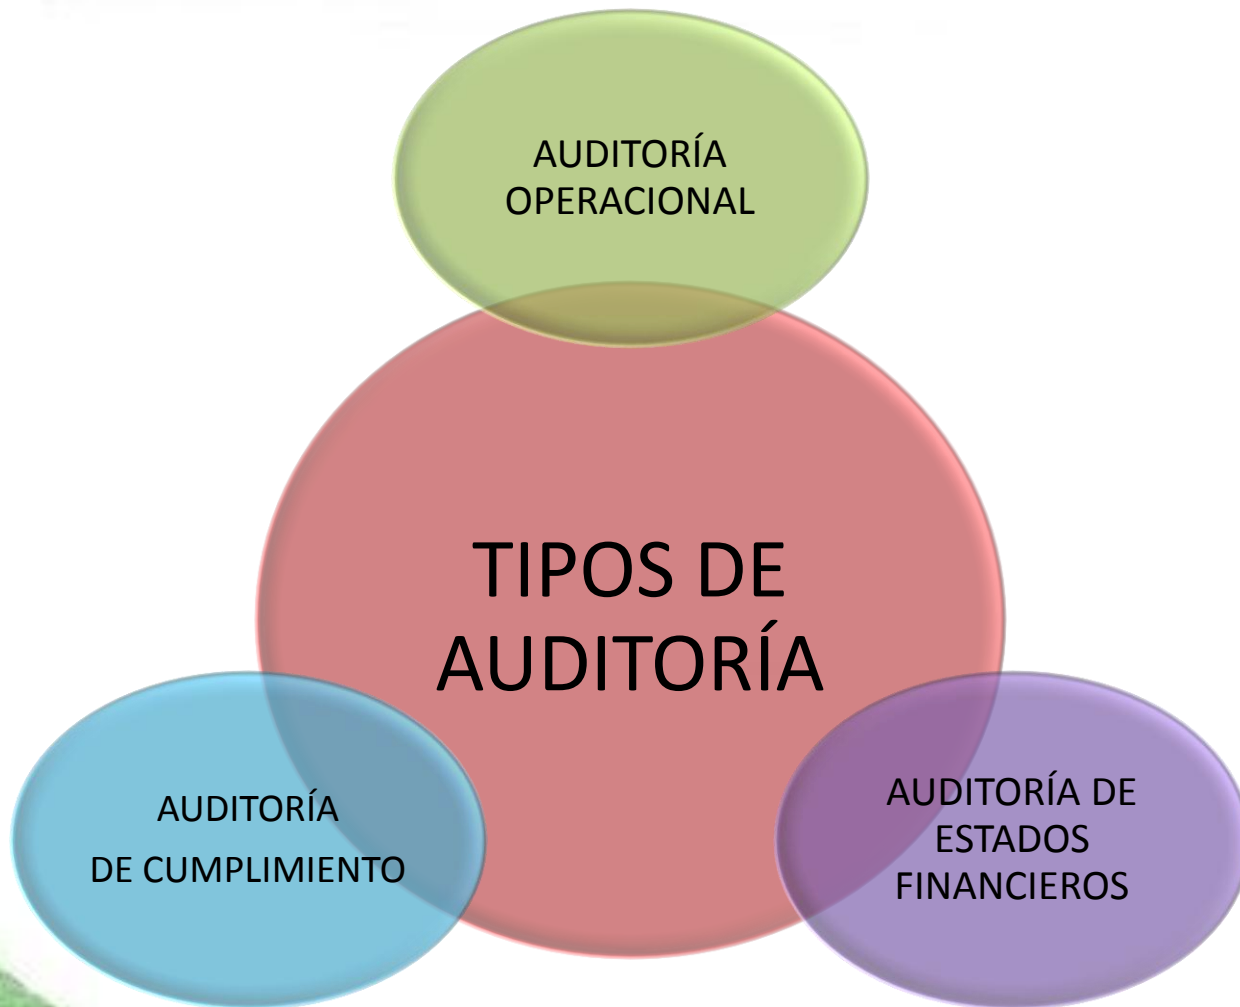 AUDITORÍA
OPERACIONAL
TIPOS DE
AUDITORÍA
AUDITORÍA
DE CUMPLIMIENTO
AUDITORÍA DE
ESTADOS
FINANCIEROS